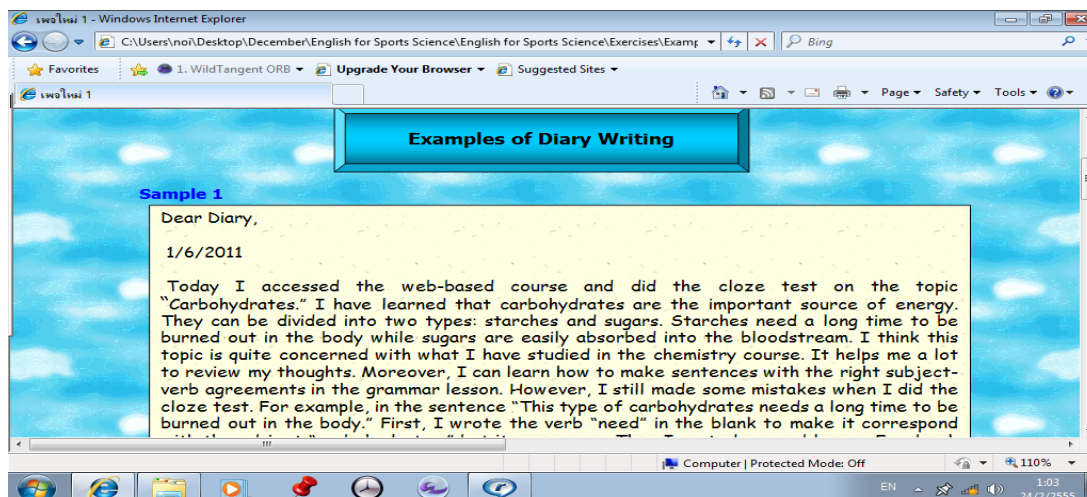 เพจใหม่ 1 - Windows Internet Explorer
C:\Users\noi\Desktop\December\English for Sports Science\English for Sports Science\Exercises\Examp
Bing
Favorites 1. WildTangent ORB Upgrade Your Browser Suggested Sites
เพจใหม่ 1
Page Safety Tools
Examples of Diary Writing
Sample 1
Dear Diary,
1/6/2011
Today I accessed the web-based course and did the cloze test on the topic
“Carbohydrates.” I have learned that carbohydrates are the important source of energy.
They can be divided into two types: starches and sugars. Starches need a long time to be
burned out in the body while sugars are easily absorbed into the bloodstream. I think this
topic is quite concerned with what I have studied in the chemistry course. It helps me a lot
to review my thoughts. Moreover, I can learn how to make sentences with the right subject-
verb agreements in the grammar lesson. However, I still made some mistakes when I did the
cloze test. For example, in the sentence “This type of carbohydrates needs a long time to be
burned out in the body.” First, I wrote the verb “need” in the blank to make it correspond
Computer | Protected Mode: Off 110%
EN 1:03
24/2/2555